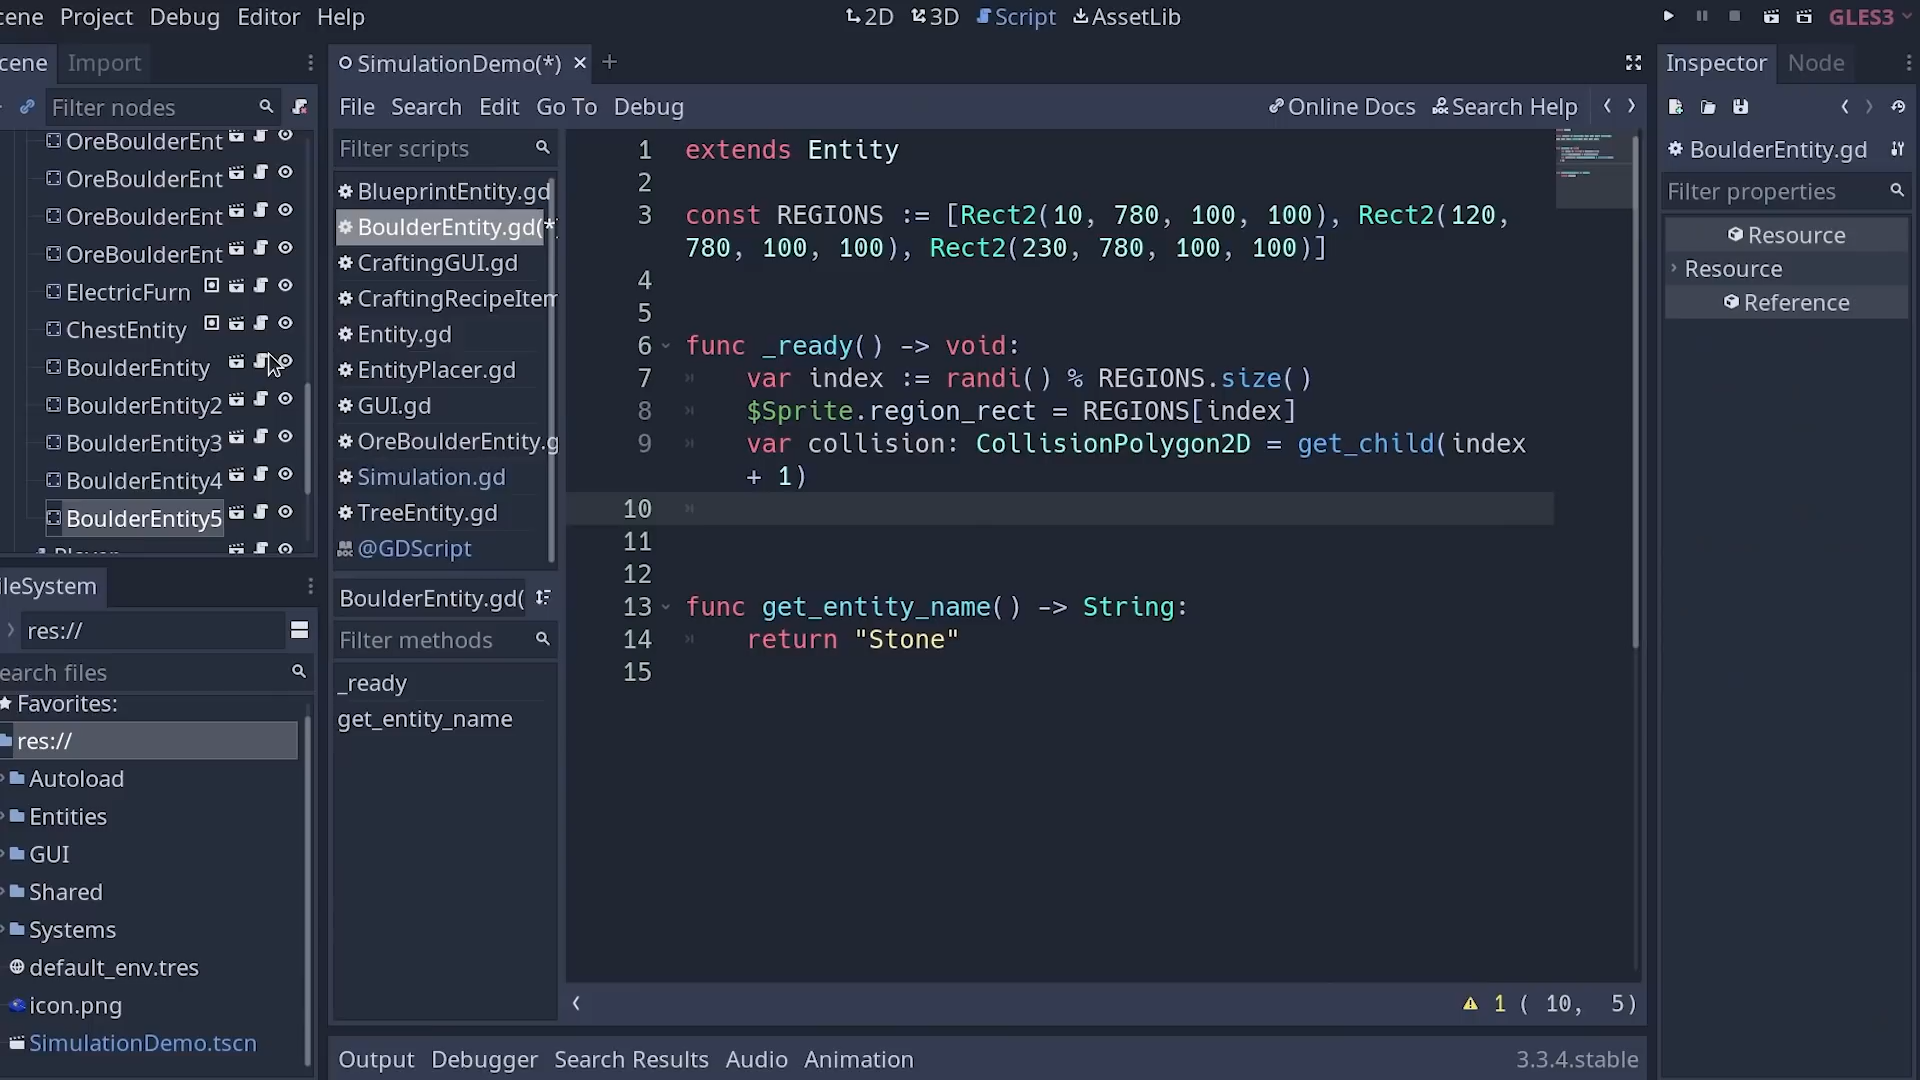 cene Project Debug Editor Help
2D 3D Script AssetLib
GLES3
cene Import
Filter nodes
OreBoulderEnt
OreBoulderEnt
OreBoulderEnt
OreBoulderEnt
ElectricFurn
ChestEntity
BoulderEntity
BoulderEntity2
BoulderEntity3
BoulderEntity4
BoulderEntity5
ileSystem
res://
earch files
Favorites:
res://
Autoload
Entities
GUI
Shared
Systems
default_env.tres
icon.png
SimulationDemo.tscn
SimulationDemo(*)
File Search Edit Go To Debug
Online Docs Search Help
Filter scripts
BlueprintEntity.gd
BoulderEntity.gd(*
CraftingGUI.gd
CraftingRecipeItem
Entity.gd
EntityPlacer.gd
GUI.gd
OreBoulderEntity.g
Simulation.gd
TreeEntity.gd
@GDScript
BoulderEntity.gd(
Filter methods
_ready
get_entity_name
1 extends Entity
2
3 const REGIONS := [Rect2(10, 780, 100, 100), Rect2(120,
780, 100, 100), Rect2(230, 780, 100, 100)]
4
5
6 func _ready() -> void:
7 var index := randi() % REGIONS.size()
8 $Sprite.region_rect = REGIONS[index]
9 var collision: CollisionPolygon2D = get_child(index
+ 1)
10
11
12
13 func get_entity_name() -> String:
14 return "Stone"
15
1 ( 10, 5)
Output Debugger Search Results Audio Animation
3.3.4.stable
Inspector Node
BoulderEntity.gd
Filter properties
Resource
Resource
Reference